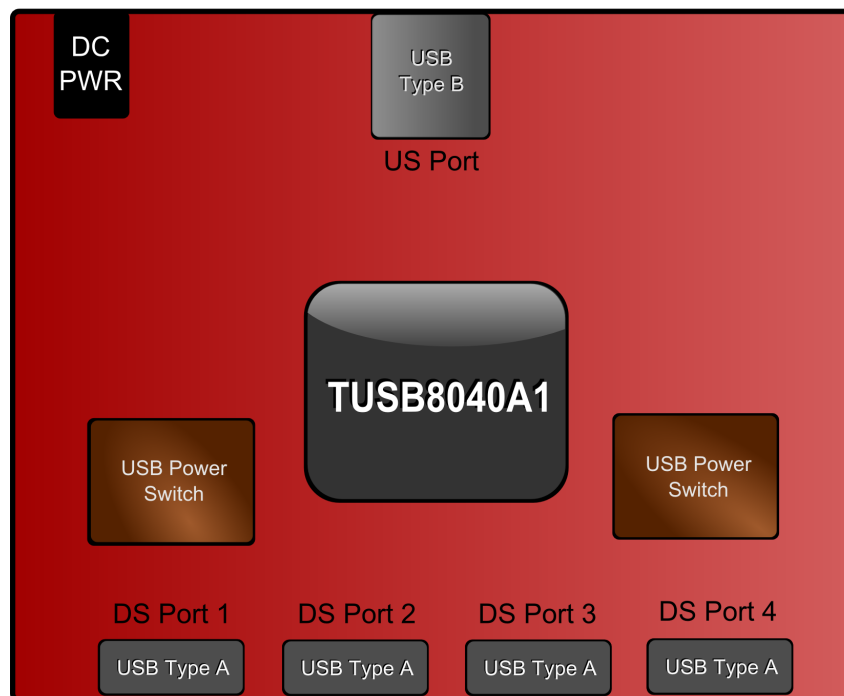 DC
PWR
USB
Type B
US Port
TUSB8040A1
USB Power
Switch
USB Power
Switch
DS Port 1
DS Port 2
DS Port 3
DS Port 4
USB Type A
USB Type A
USB Type A
USB Type A